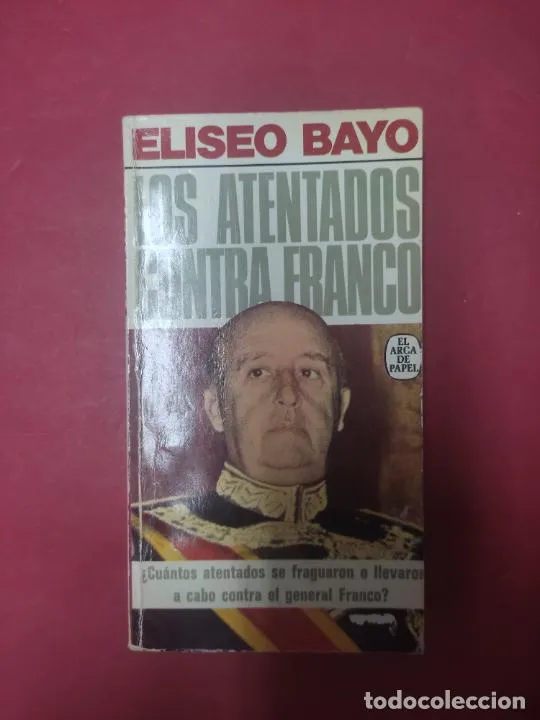 ELISEO BAYO
LOS ATENTADOS
CONTRA FRANCO
EL
ARCA
DE
PAPEL
¿Cuántos atentados se fraguaron o llevaron
a cabo contra el general Franco?
todocoleccion